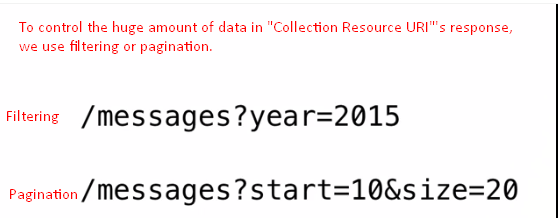 To control the huge amount of data in "Collection Resource URI"'s response,
we use filtering or pagination.
Filtering /messages?year=2015
Pagination /messages?start=10&size=20